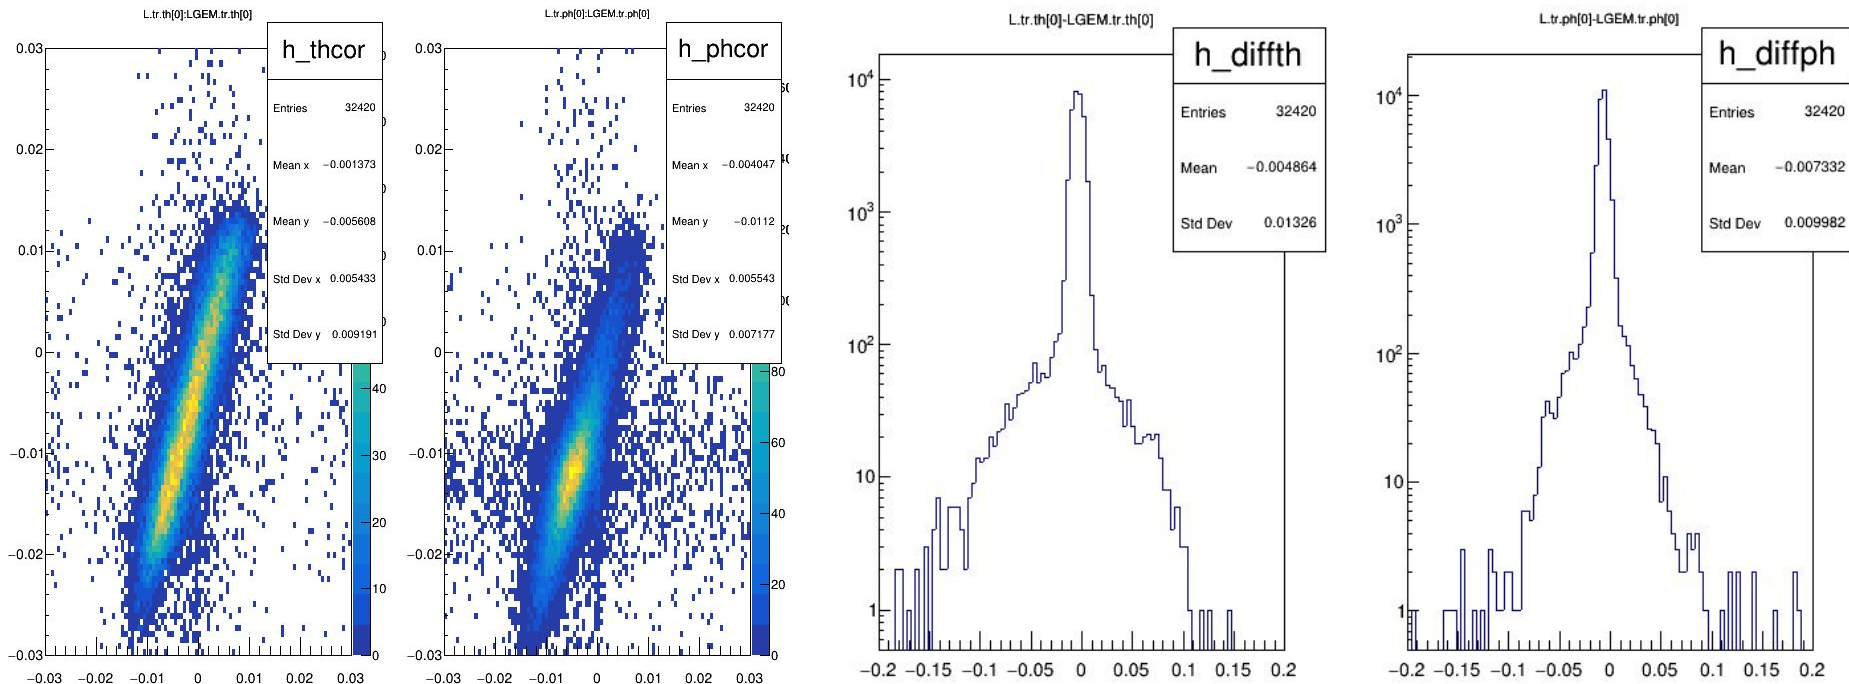 L.tr.th[0]:LGEM.tr.th[0]
h_thcor
Entries 32420
Mean x −0.001373
Mean y −0.005608
Std Dev x 0.005433
Std Dev y 0.009191
0.03
0.02
0.01
0
−0.01
−0.02
−0.03
−0.03 −0.02 −0.01 0 0.01 0.02 0.03
40
30
20
10
0
L.tr.ph[0]:LGEM.tr.ph[0]
h_phcor
Entries 32420
Mean x −0.004047
Mean y −0.0112
Std Dev x 0.005543
Std Dev y 0.007177
0.03
0.02
0.01
0
−0.01
−0.02
−0.03
−0.03 −0.02 −0.01 0 0.01 0.02 0.03
80
60
40
20
0
L.tr.th[0]-LGEM.tr.th[0]
h_diffth
Entries 32420
Mean −0.004864
Std Dev 0.01326
10⁴
10³
10²
10
1
−0.2 −0.15 −0.1 −0.05 0 0.05 0.1 0.15 0.2
L.tr.ph[0]-LGEM.tr.ph[0]
h_diffph
Entries 32420
Mean −0.007332
Std Dev 0.009982
10⁴
10³
10²
10
1
−0.2 −0.15 −0.1 −0.05 0 0.05 0.1 0.15 0.2